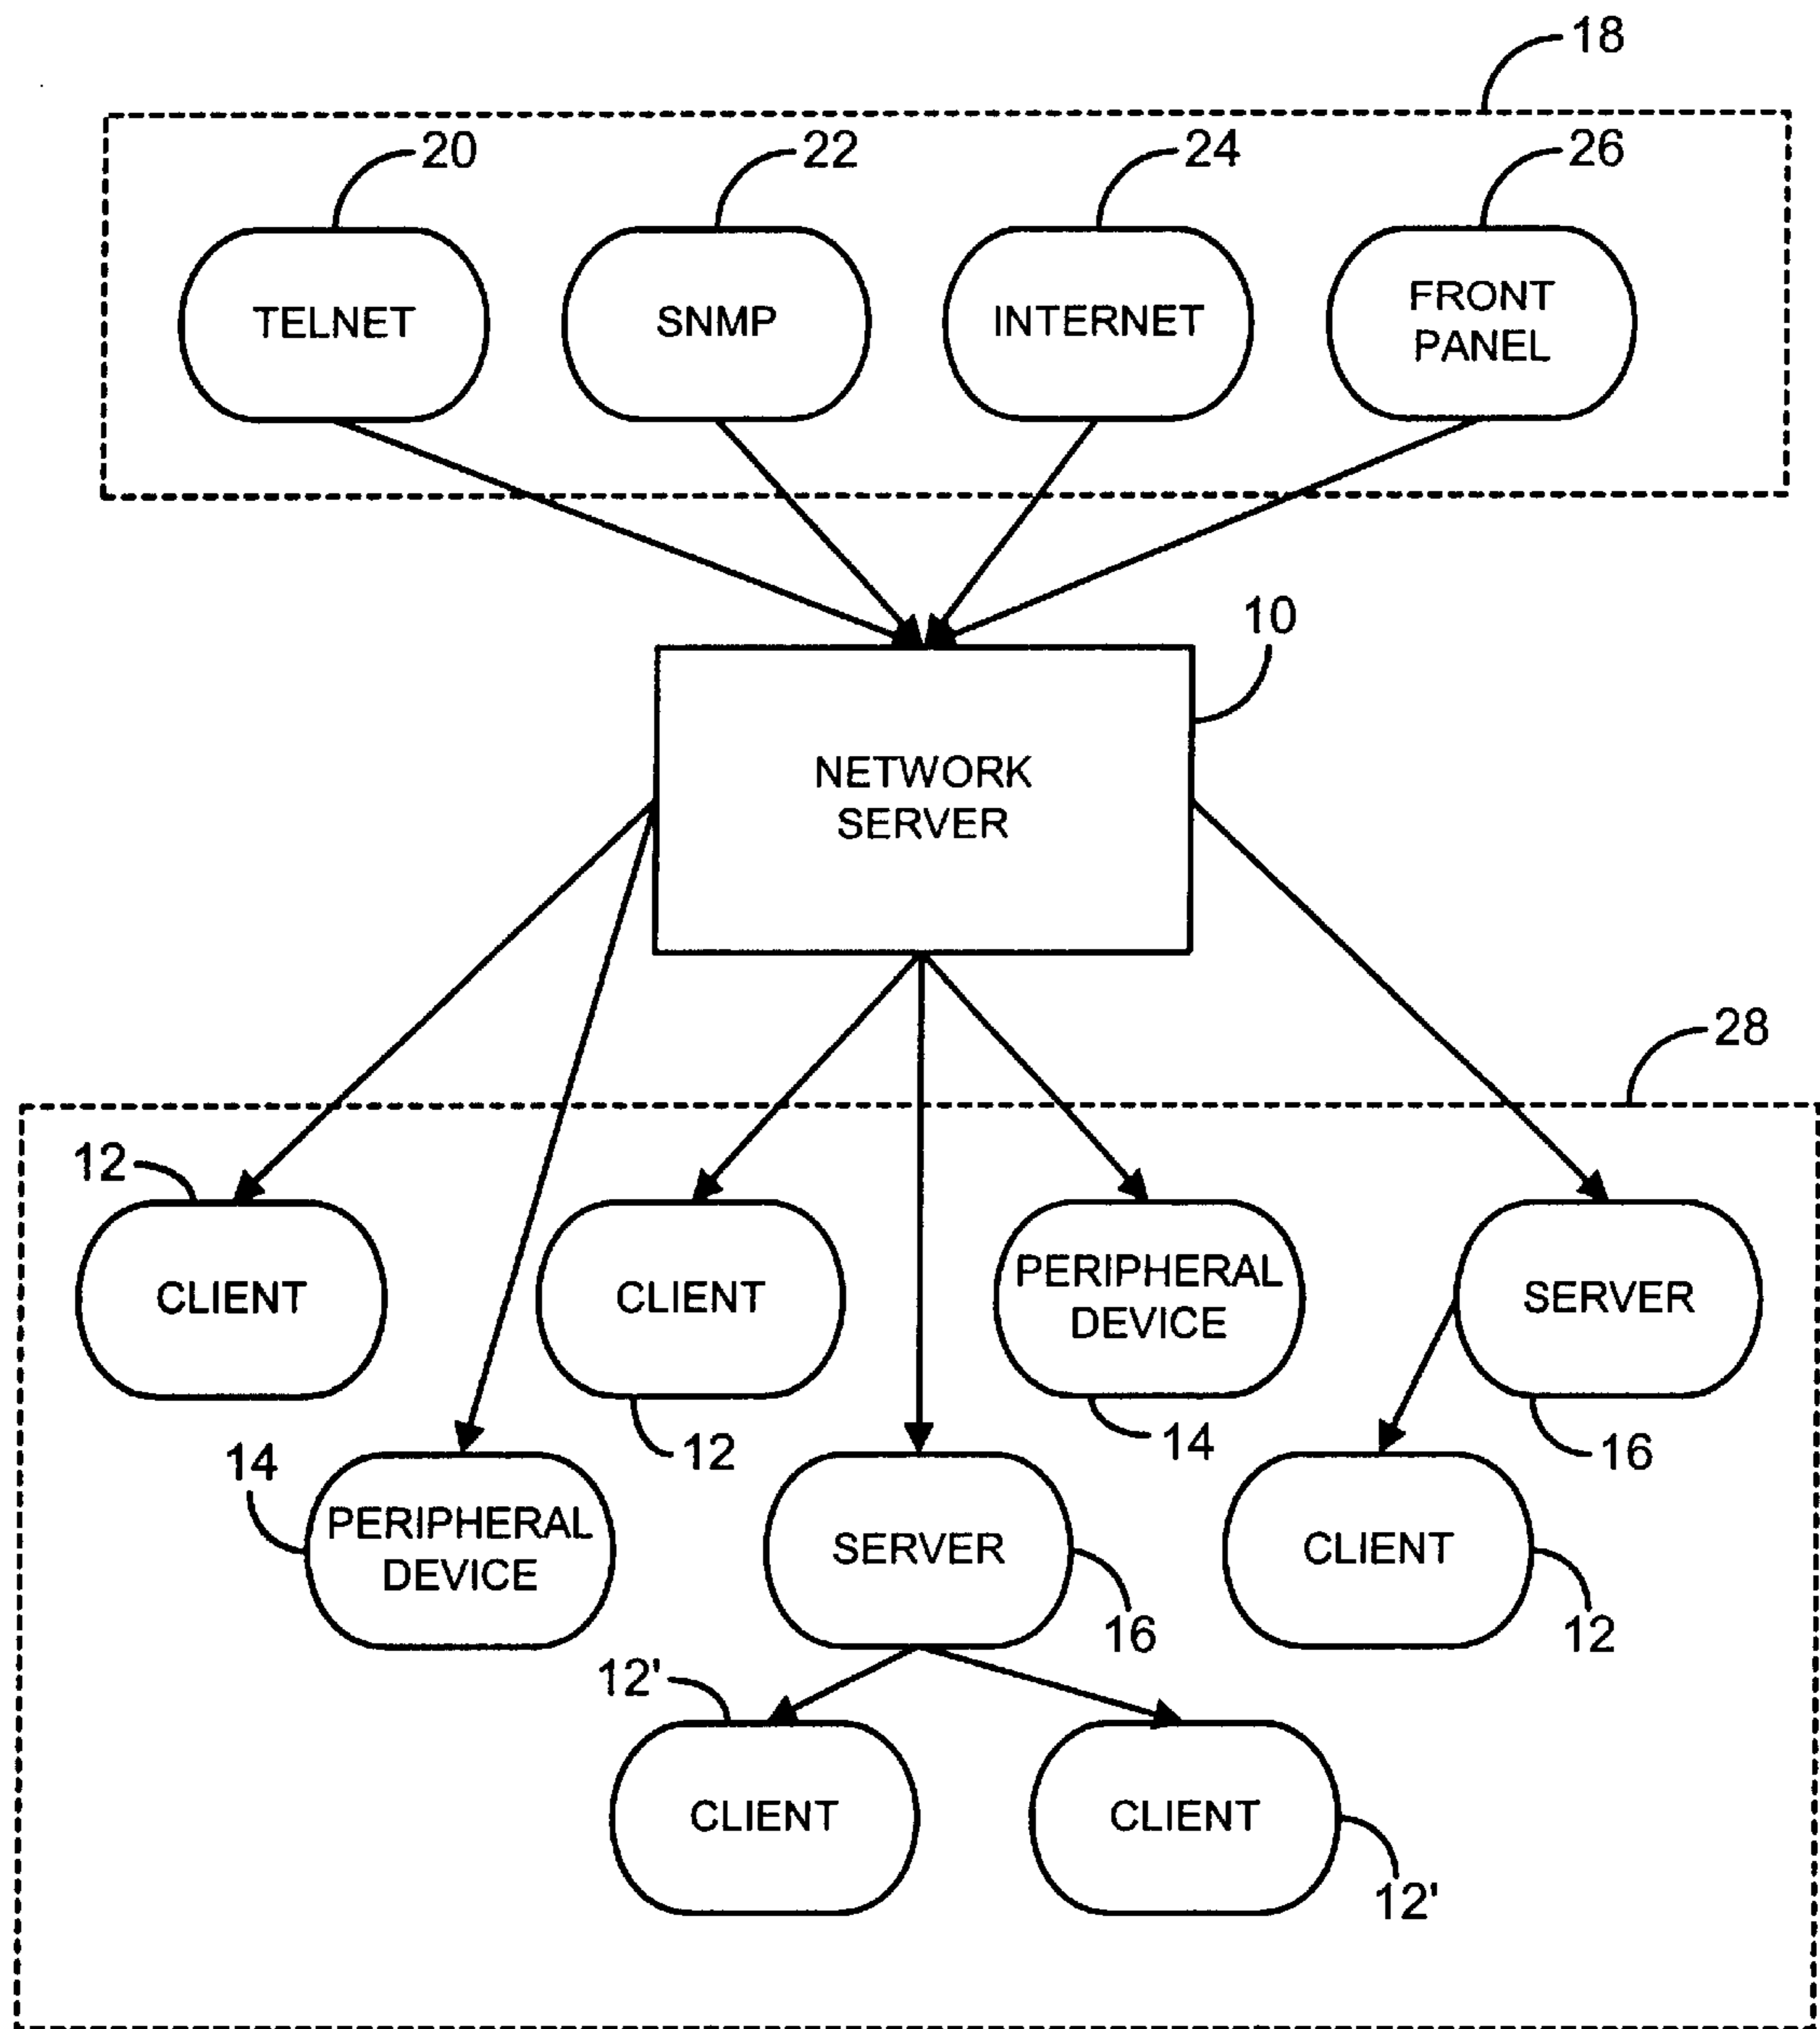 18
20
22
24
26
TELNET
SNMP
INTERNET
FRONT
PANEL
10
NETWORK
SERVER
28
12
CLIENT
CLIENT
PERIPHERAL
DEVICE
SERVER
12
14
16
14
PERIPHERAL
DEVICE
SERVER
CLIENT
16
12
12'
CLIENT
CLIENT
12'